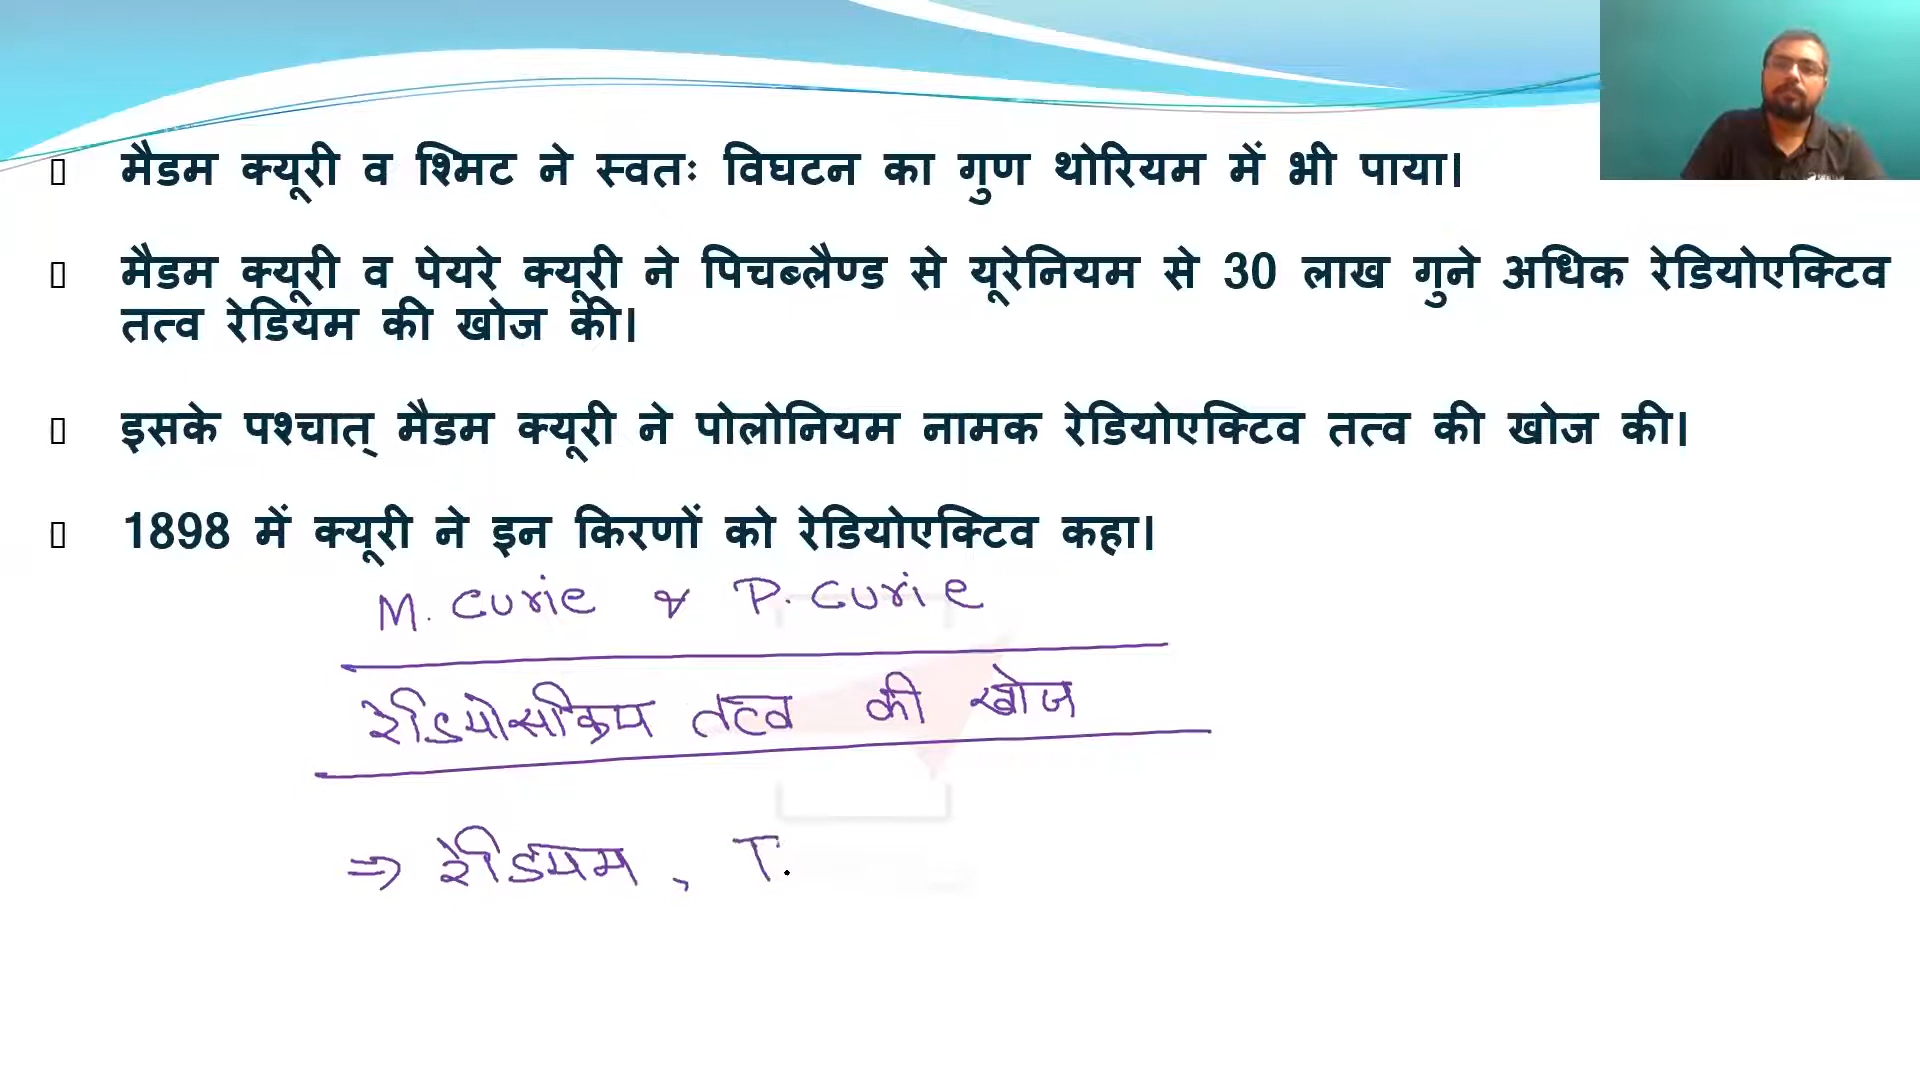 मैडम क्यूरी व श्मिट ने स्वतः विघटन का गुण थोरियम में भी पाया।
मैडम क्यूरी व पेयरे क्यूरी ने पिचब्लैण्ड से यूरेनियम से 30 लाख गुने अधिक रेडियोएक्टिव
तत्व रेडियम की खोज की।
इसके पश्चात् मैडम क्यूरी ने पोलोनियम नामक रेडियोएक्टिव तत्व की खोज की।
1898 में क्यूरी ने इन किरणों को रेडियोएक्टिव कहा।
M. Curie & P. Curie
रेडियोसक्रिय तत्व की खोज
⇒ रेडियम , T.